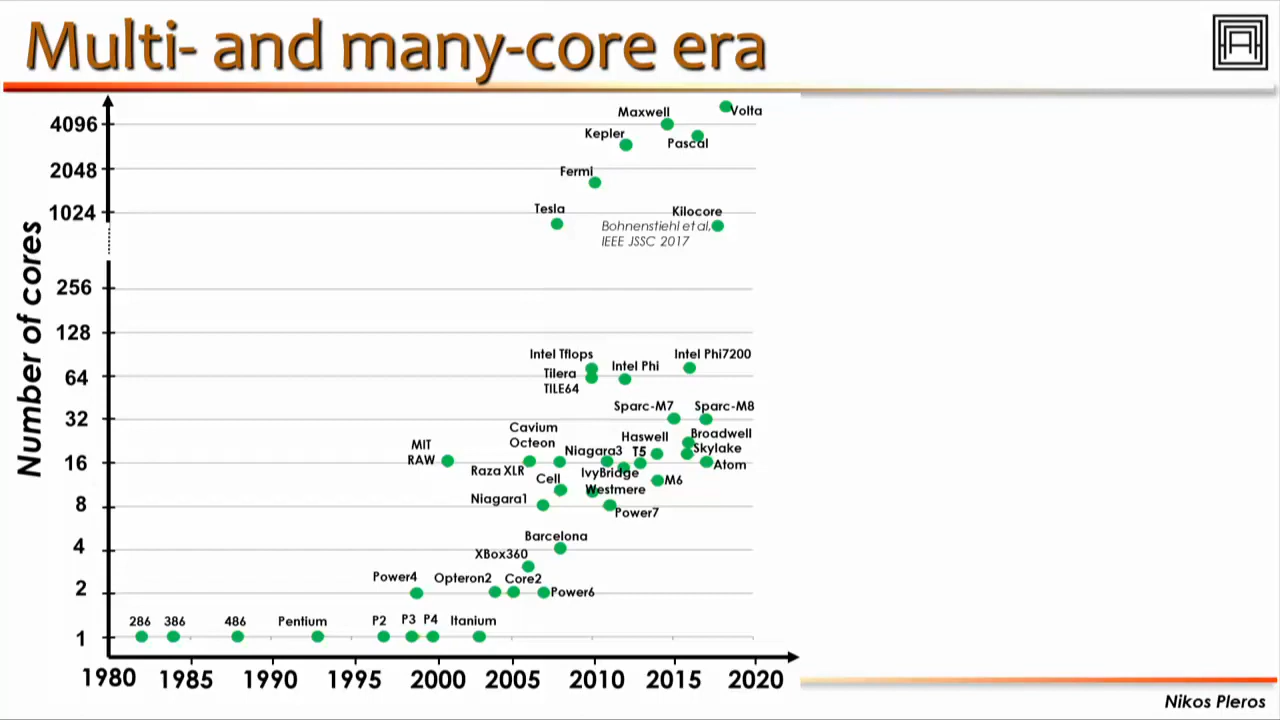 Multi- and many-core era
Number of cores
4096
2048
1024
256
128
64
32
16
8
4
2
1
Volta
Maxwell
Pascal
Kepler
Fermi
Tesla
Kilocore
Bohnenstiehl et al,
IEEE JSSC 2017
Intel Tflops
Tilera
TILE64
Intel Phi
Intel Phi7200
Sparc-M7
Sparc-M8
MIT
RAW
Cavium
Octeon
Raza XLR
Niagara3
T5
Haswell
Broadwell
Skylake
Atom
IvyBridge
Cell
Westmere
M6
Niagara1
Power7
Barcelona
XBox360
Power4
Opteron2
Core2
Power6
286
386
486
Pentium
P2
P3
P4
Itanium
1980
1985
1990
1995
2000
2005
2010
2015
2020
Nikos Pleros